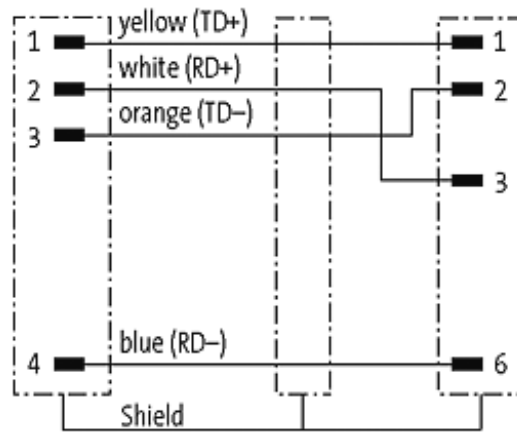 yellow (TD+)
1 1
white (RD+)
2 2
orange (TD–)
3
3
blue (RD–)
4 6
Shield